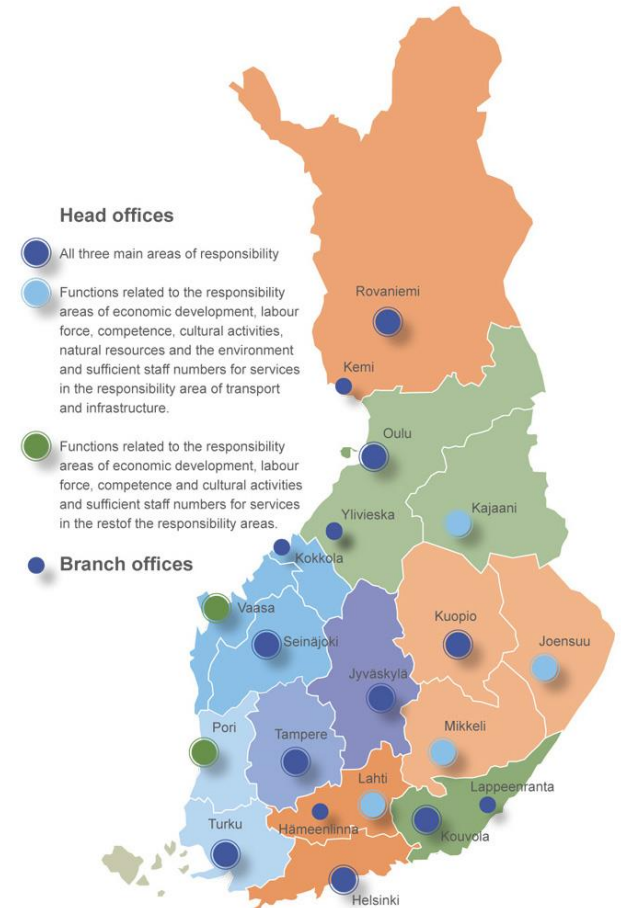 Head offices
All three main areas of responsibility
Functions related to the responsibility
areas of economic development, labour
force, competence, cultural activities,
natural resources and the environment
and sufficient staff numbers for services
in the responsibility area of transport
and infrastructure.
Functions related to the responsibility
areas of economic development, labour
force, competence and cultural activities
and sufficient staff numbers for services
in the restof the responsibility areas.
Branch offices
Rovaniemi
Kemi
Oulu
Ylivieska
Kajaani
Kokkola
Vaasa
Seinäjoki
Kuopio
Joensuu
Jyväskylä
Pori
Tampere
Mikkeli
Lahti
Lappeenranta
Turku
Hämeenlinna
Kouvola
Helsinki